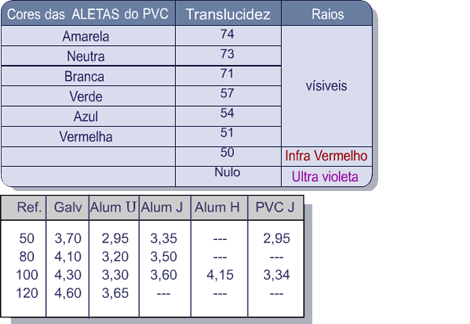 Cores das ALETAS do PVC Translucidez Raios
Amarela 74
Neutra 73
Branca 71
vísiveis
Verde 57
Azul 54
Vermelha 51
50 Infra Vermelho
Nulo Ultra violeta
Ref. Galv Alum U Alum J Alum H PVC J
50 3,70 2,95 3,35 --- 2,95
80 4,10 3,20 3,50 --- ---
100 4,30 3,30 3,60 4,15 3,34
120 4,60 3,65 --- --- ---